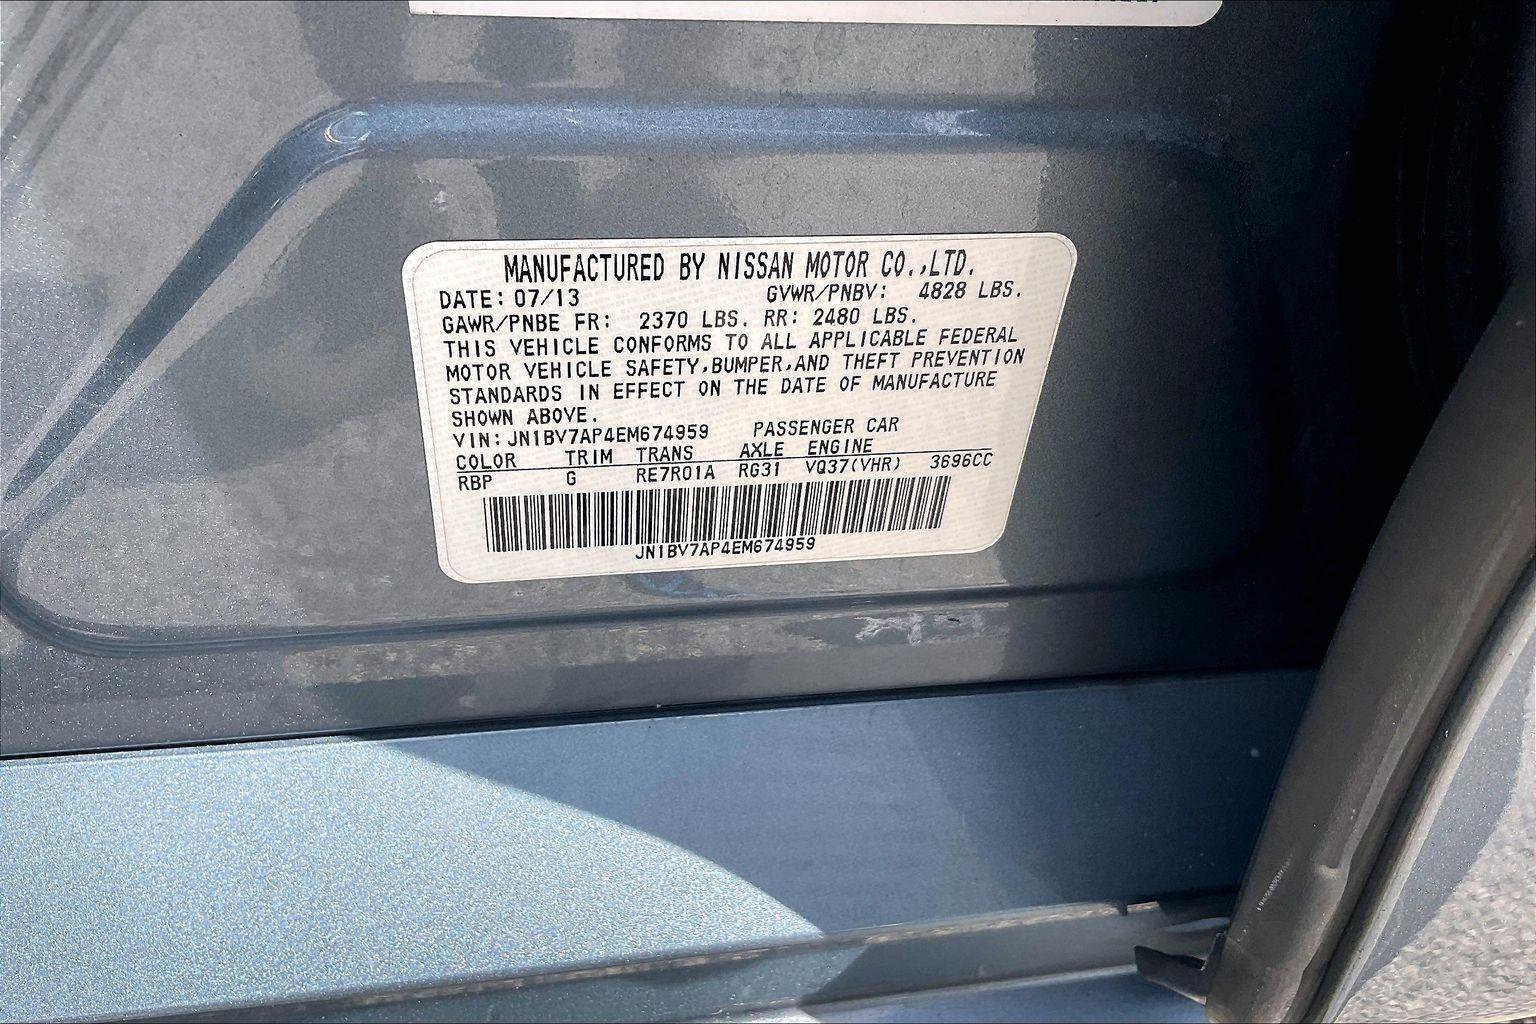 MANUFACTURED BY NISSAN MOTOR CO.,LTD.
DATE: 07/13 GVWR/PNBV: 4828 LBS.
GAWR/PNBE FR: 2370 LBS. RR: 2480 LBS.
THIS VEHICLE CONFORMS TO ALL APPLICABLE FEDERAL
MOTOR VEHICLE SAFETY,BUMPER,AND THEFT PREVENTION
STANDARDS IN EFFECT ON THE DATE OF MANUFACTURE
SHOWN ABOVE.
VIN: JN1BV7AP4EM674959 PASSENGER CAR
COLOR TRIM TRANS AXLE ENGINE
RBP G RE7R01A RG31 VQ37(VHR) 3696CC
JN1BV7AP4EM674959